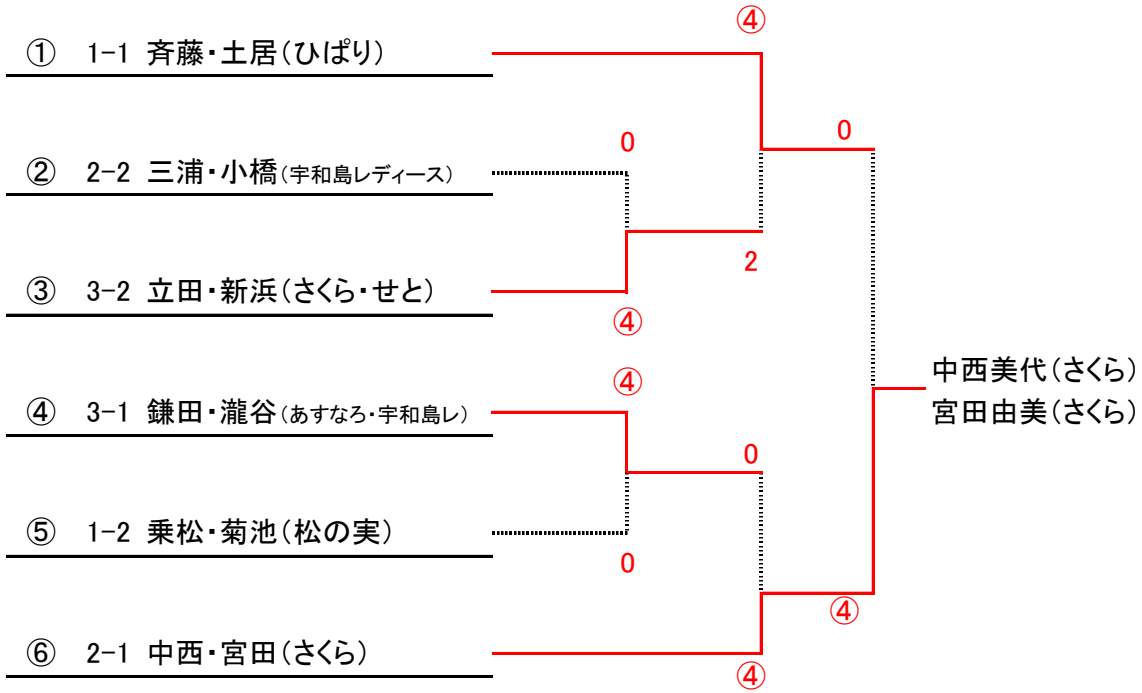 ④
① 1-1 斉藤・土居(ひばり)
0
0
② 2-2 三浦・小橋(宇和島レディース)
2
③ 3-2 立田・新浜(さくら・せと)
④
中西美代(さくら)
④
宮田由美(さくら)
④ 3-1 鎌田・瀧谷(あすなろ・宇和島レ)
0
⑤ 1-2 乗松・菊池(松の実)
0
④
⑥ 2-1 中西・宮田(さくら)
④